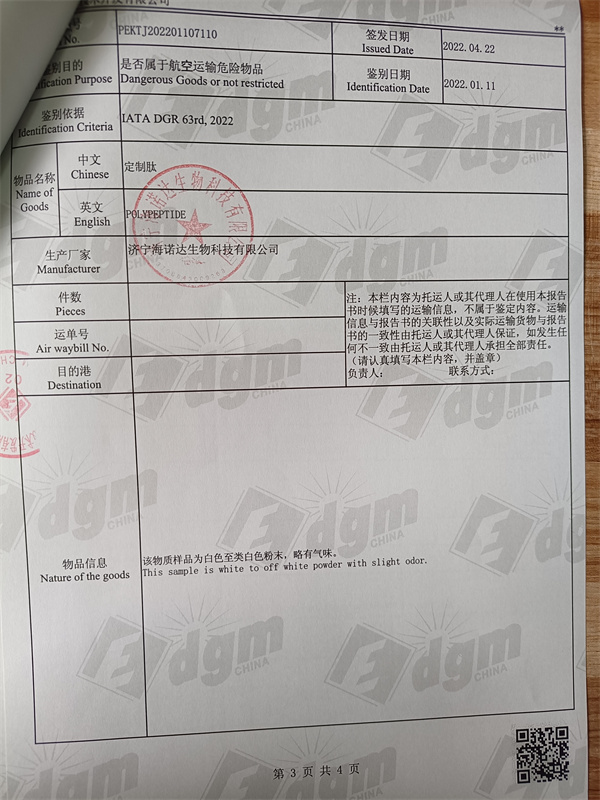 发有限公司
**
No.
PEKTJ202201107110
签发日期
Issued Date
2022.04.22
鉴别目的
Identification Purpose
是否属于航空运输危险物品
Dangerous Goods or not restricted
鉴别日期
Identification Date
2022.01.11
鉴别依据
Identification Criteria
IATA DGR 63rd, 2022
物品名称
Name of
Goods
中文
Chinese
定制肽
英文
English
POLYPEPTIDE
生产厂家
Manufacturer
济宁海诺达生物科技有限公司
件数
Pieces
运单号
Air waybill No.
目的港
Destination
注：本栏内容为托运人或其代理人在使用本报告
书时候填写的运输信息，不属于鉴定内容。运输
信息与报告书的关联性以及实际运输货物与报告
书的一致性由托运人或其代理人保证，如发生任
何不一致由托运人或其代理人承担全部责任。
（请认真填写本栏内容，并盖章）
负责人： 联系方式：
物品信息
Nature of the goods
该物质样品为白色至类白色粉末，略有气味。
This sample is white to off white powder with slight odor.
dgm
CHINA
第 3 页 共 4 页